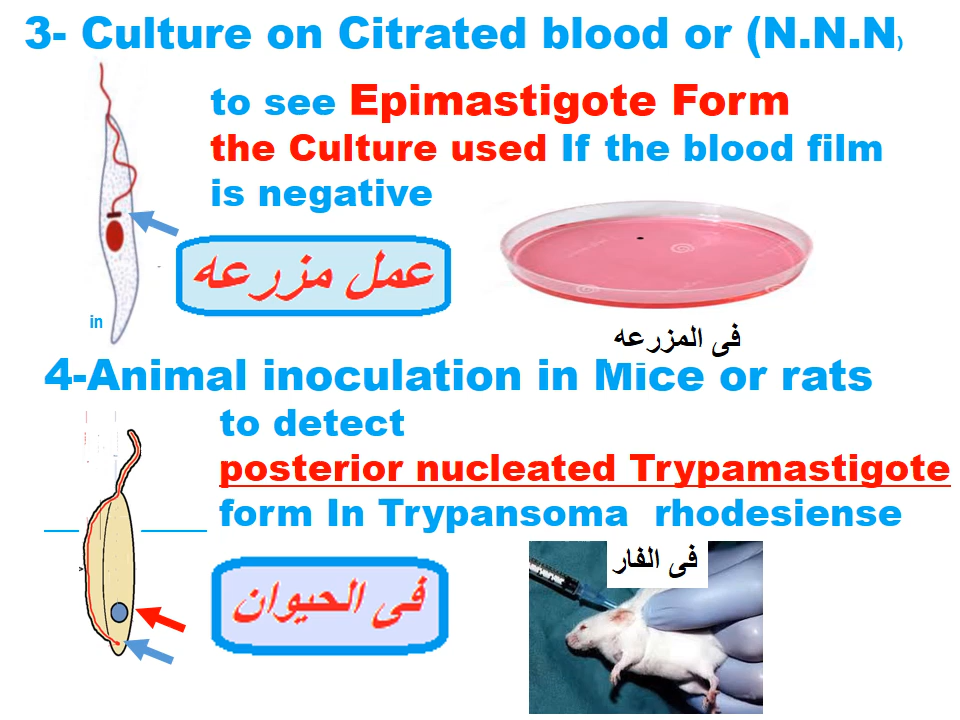 3- Culture on Citrated blood or (N.N.N)
to see Epimastigote Form
the Culture used If the blood film
is negative
عمل مزرعه
in
فى المزرعه
4-Animal inoculation in Mice or rats
to detect
posterior nucleated Trypamastigote
form In Trypansoma rhodesiense
فى الفار
فى الحيوان